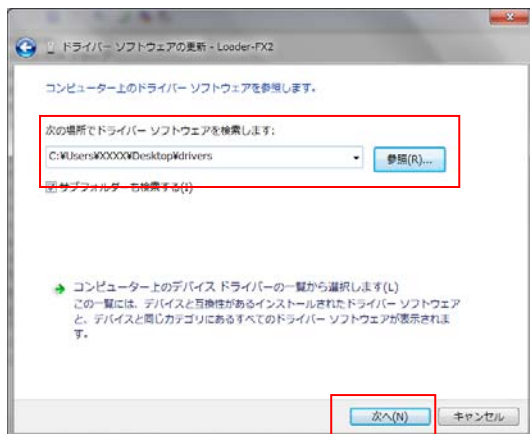 ドライバー ソフトウェアの更新 - Loader-FX2
コンピューター上のドライバー ソフトウェアを参照します。
次の場所でドライバー ソフトウェアを検索します:
C:¥Users¥XXXX¥Desktop¥drivers
参照(R)...
サブフォルダーも検索する(I)
コンピューター上のデバイス ドライバーの一覧から選択します(L)
この一覧には、デバイスと互換性があるインストールされたドライバー ソフトウェア
と、デバイスと同じカテゴリにあるすべてのドライバー ソフトウェアが表示されま
す。
次へ(N)
キャンセル